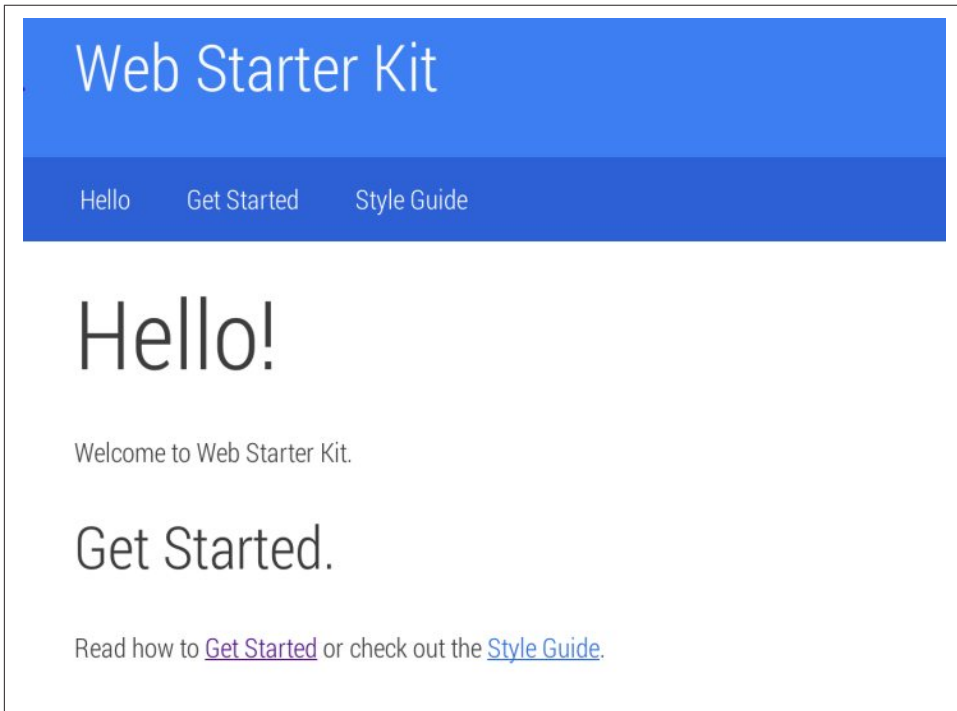 Web Starter Kit
Hello Get Started Style Guide
Hello!
Welcome to Web Starter Kit.
Get Started.
Read how to Get Started or check out the Style Guide.